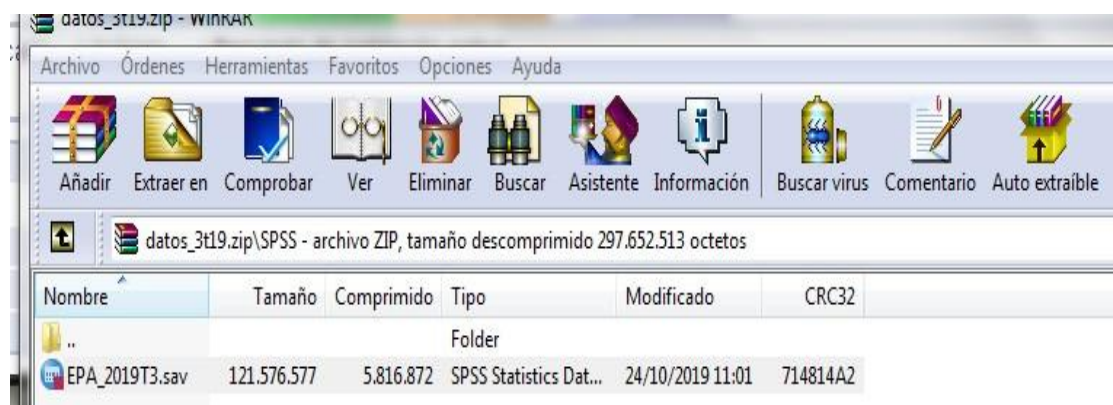 datos_3t19.zip - WinRAR
Archivo Órdenes Herramientas Favoritos Opciones Ayuda
Añadir Extraer en Comprobar Ver Eliminar Buscar Asistente Información Buscar virus Comentario Auto extraíble
datos_3t19.zip\SPSS - archivo ZIP, tamaño descomprimido 297.652.513 octetos
Nombre Tamaño Comprimido Tipo Modificado CRC32
.. Folder
EPA_2019T3.sav 121.576.577 5.816.872 SPSS Statistics Dat... 24/10/2019 11:01 714814A2